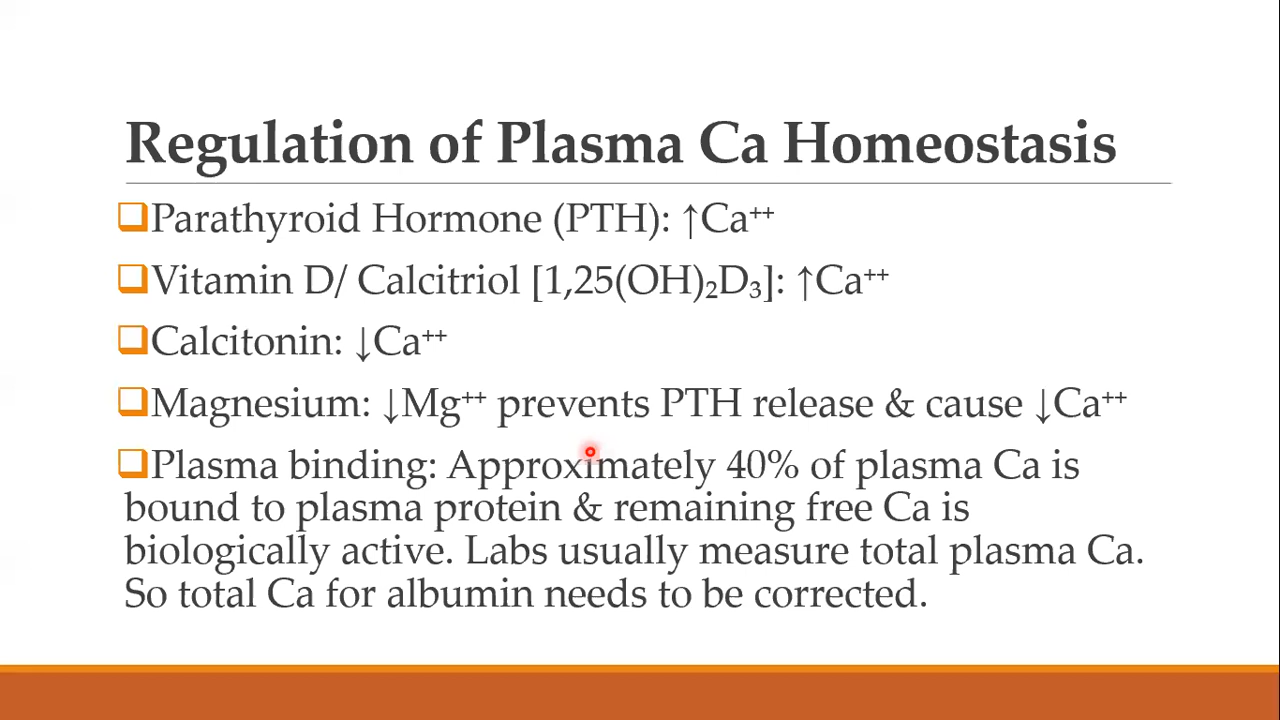 Regulation of Plasma Ca Homeostasis
❑Parathyroid Hormone (PTH): ↑Ca⁺⁺
❑Vitamin D/ Calcitriol [1,25(OH)₂D₃]: ↑Ca⁺⁺
❑Calcitonin: ↓Ca⁺⁺
❑Magnesium: ↓Mg⁺⁺ prevents PTH release & cause ↓Ca⁺⁺
❑Plasma binding: Approximately 40% of plasma Ca is
bound to plasma protein & remaining free Ca is
biologically active. Labs usually measure total plasma Ca.
So total Ca for albumin needs to be corrected.